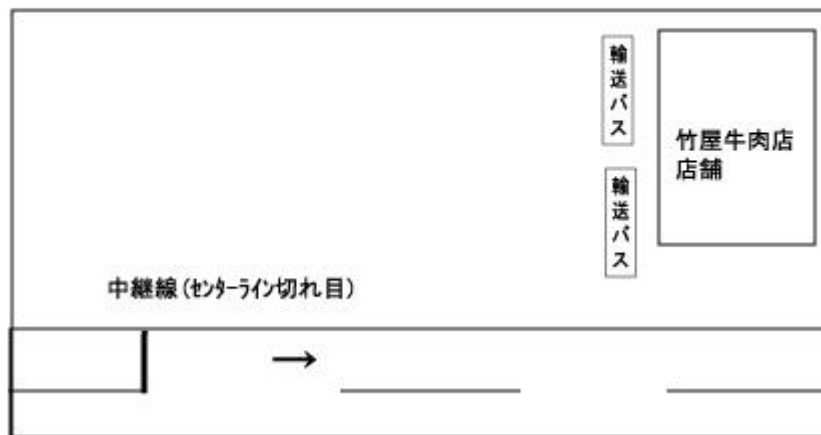 輸送バス
竹屋牛肉店
店舗
輸送バス
中継線(センターライン切れ目)
→